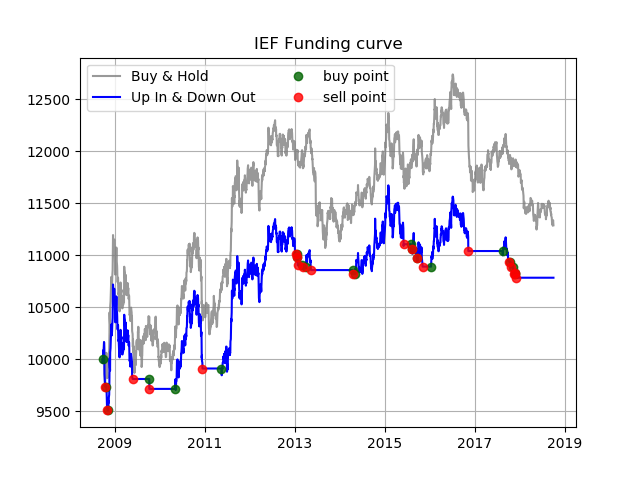 IEF Funding curve
Buy & Hold
Up In & Down Out
buy point
sell point
12500
12000
11500
11000
10500
10000
9500
2009 2011 2013 2015 2017 2019